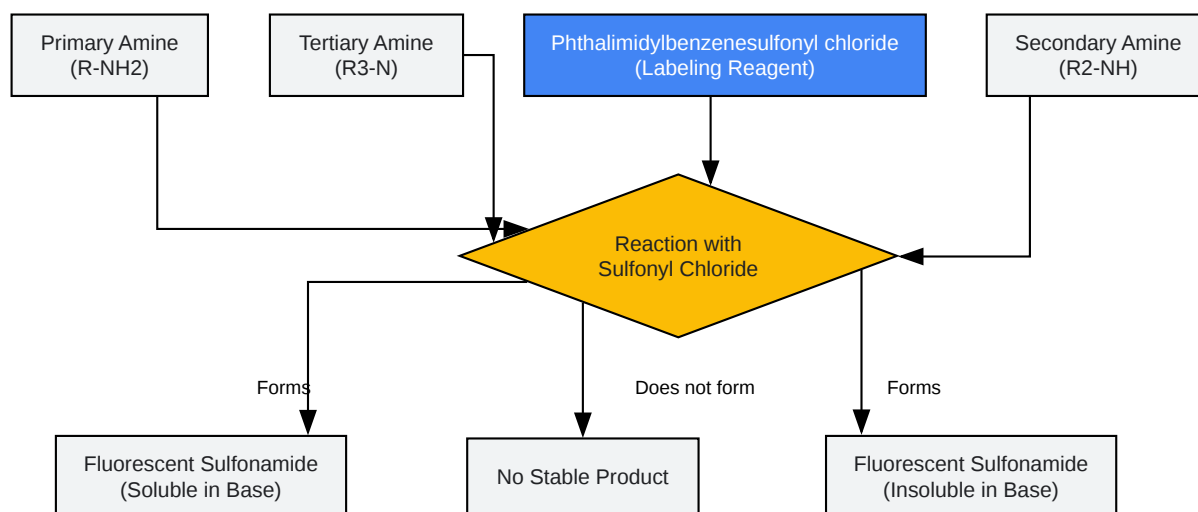 Primary Amine
(R-NH2)
Tertiary Amine
(R3-N)
Phthalimidylbenzenesulfonyl chloride
(Labeling Reagent)
Secondary Amine
(R2-NH)
Reaction with
Sulfonyl Chloride
Forms
Does not form
Forms
Fluorescent Sulfonamide
(Soluble in Base)
No Stable Product
Fluorescent Sulfonamide
(Insoluble in Base)